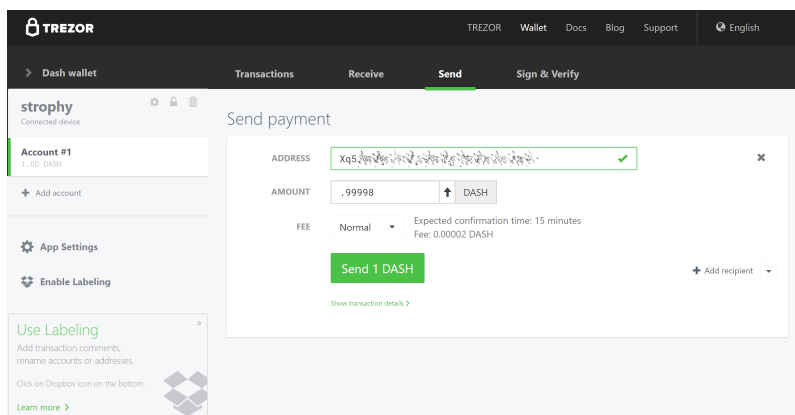 TREZOR
TREZOR Wallet Docs Blog Support English
Dash wallet
Transactions Receive Send Sign & Verify
strophy
Connected device
Account #1
1.00 DASH
Add account
App Settings
Enable Labeling
Use Labeling
»
Add transaction comments,
rename accounts or addresses.
Click on Dropbox icon on the bottom.
Learn more
Send payment
ADDRESS Xq5
AMOUNT .99998 DASH
FEE Normal
Expected confirmation time: 15 minutes
Fee: 0.00002 DASH
Send 1 DASH
Add recipient
Show transaction details